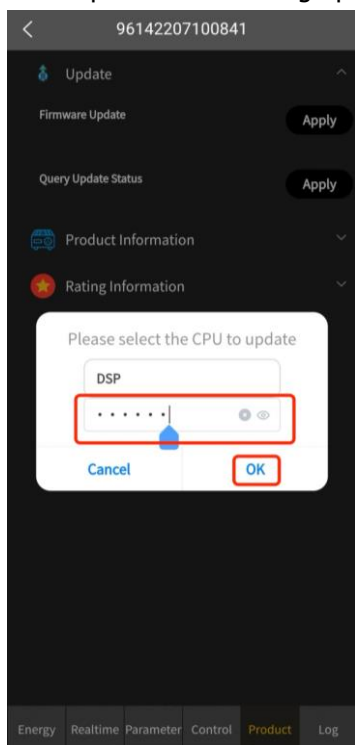 96142207100841
Update
Firmware Update
Apply
Query Update Status
Apply
Product Information
Rating Information
Please select the CPU to update
DSP
••••••
Cancel
OK
Energy Realtime Parameter Control Product Log